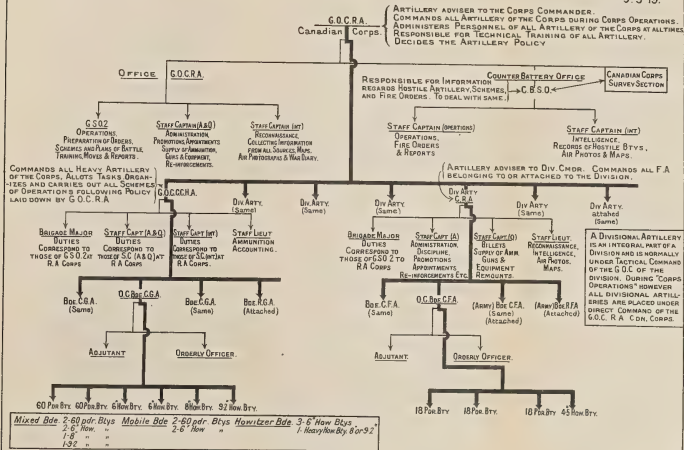 9-5-19.
G.O.C.R.A.
Canadian Corps.
ARTILLERY ADVISER TO THE CORPS COMMANDER.
COMMANDS ALL ARTILLERY OF THE CORPS DURING CORPS OPERATIONS.
ADMINISTERS PERSONNEL OF ALL ARTILLERY OF THE CORPS AT ALL TIMES.
RESPONSIBLE FOR TECHNICAL TRAINING OF ALL ARTILLERY.
DECIDES THE ARTILLERY POLICY
OFFICE G.O.C.R.A.
RESPONSIBLE FOR IMFORMATION
REGARDS HOSTILE ARTILLERY, SCHEMES,
AND FIRE ORDERS. TO DEAL WITH SAME,
COUNTER BATTERY OFFICE
C.B.S.O.
CANADIAN CORPS
SURVEY SECTION
G.S.O.2
OPERATIONS,
PREPARATION OF ORDERS,
SCHEMES AND PLANS OF BATTLE,
TRAINING, MOVES & REPORTS.
STAFF CAPTAIN (A&Q)
ADMINISTRATION,
PROMOTIONS, APPOINTMENTS
SUPPLY OF AMMUNITION,
GUNS & EQUIPMENT,
RE-INFORCEMENTS.
STAFF CAPTAIN (INT)
RECONNAISSANCE,
COLLECTING INFORMATION
FROM ALL SOURCES, MAPS,
AIR PHOTOGRAPHS & WAR DIARY.
STAFF CAPTAIN (OPERTIONS)
OPERATIONS,
FIRE ORDERS
& REPORTS
STAFF CAPTAIN (INT)
INTELLIGENCE,
RECORDS OF HOSTILE BTYS,
AIR PHOTOS & MAPS.
COMMANDS ALL HEAVY ARTILLERY
OF THE CORPS, ALLOTS TASKS, ORGAN-
-IZES AND CARRIES OUT ALL SCHEMES
OF OPERATIONS FOLLOWING POLICY
LAID DOWN BY G.O.C.R.A
G.O.C.C.H.A.
ARTILLERY ADVISER TO DIV. CMDR. COMMANDS ALL F.A
BELONGING TO OR ATTACHED TO THE DIVISION.
DIV. ARTY.
(Same)
DIV. ARTY.
(Same)
DIV ARTY
C.R.A.
DIV ARTY
(Same)
DIV. ARTY.
attached
(Same)
BRIGADE MAJOR
DUTIES
CORRESPOND TO
THOSE OF G.S.O.2 AT
R.A CORPS
STAFF CAPT (A&Q)
DUTIES
CORRESPOND TO
THOSE OF S.C (A&Q) AT
R.A CORPS
STAFF CAPT (INT)
DUTIES
CORRESPOND TO
THOSE OF S.C. (INT) AT
R.A CORPS
STAFF LIEUT
AMMUNITION
ACCOUNTING.
BRIGADE MAJOR
DUTIES
CORRESPOND TO
THOSE OF GSO 2 TO
RA CORPS
STAFF CAPT (A)
ADMINISTRATION,
DISCIPLINE,
PROMOTIONS
APPOINTMENTS
RE-INFORCEMENTS ETC.
STAFF CAPT. (Q)
BILLETS
SUPPLY OF AMM.
GUNS &
EQUIPMENT
REMOUNTS.
STAFF LIEUT.
RECONNAISSANCE,
INTELLIGENCE,
AIR PHOTOS.
MAPS.
A DIVISIONAL ARTILLERY
IS AN INTEGRAL PART OF A
DIVISION AND IS NORMALLY
UNDER TACTICAL COMMAND
OF THE G.O.C OF THE
DIVISION. DURING "CORPS
OPERATIONS" HOWEVER
ALL DIVISIONAL ARTILL-
ERIES ARE PLACED UNDER
DIRECT COMMAND OF THE
G.O.C. R A CDN. CORPS.
BDE. C.G.A.
(Same)
O.C. BDE. C.G.A.
BDE. C.G.A.
(Same)
BDE. R.G.A
(Attached)
BDE. C.F.A.
(Same)
O.C. BDE. C.F.A.
(ARMY) BDE. C.F.A.
(Same)
(Attached)
(ARMY) BDE. R.F.A
(Attached)
ADJUTANT
ORDERLY OFFICER.
ADJUTANT.
ORDERLY OFFICER.
60 PDR. BTY. 60 PDR. BTY. 6" HOW. BTY. 6" HOW. BTY. 8" HOW. BTY. 9.2" HOW. BTY.
18 PDR. BTY. 18 PDR. BTY. 18 PDR BTY. 4.5 HOW. BTY.
Mixed Bde. 2-60 pdr. Btys Mobile Bde 2-60 pdr. Btys Howitzer Bde. 3-6" How Btys
2-6" How. " 2-6" How " 1-Heavy How. Bty. 8" or 9.2"
1-8" " "
1-9.2 " "